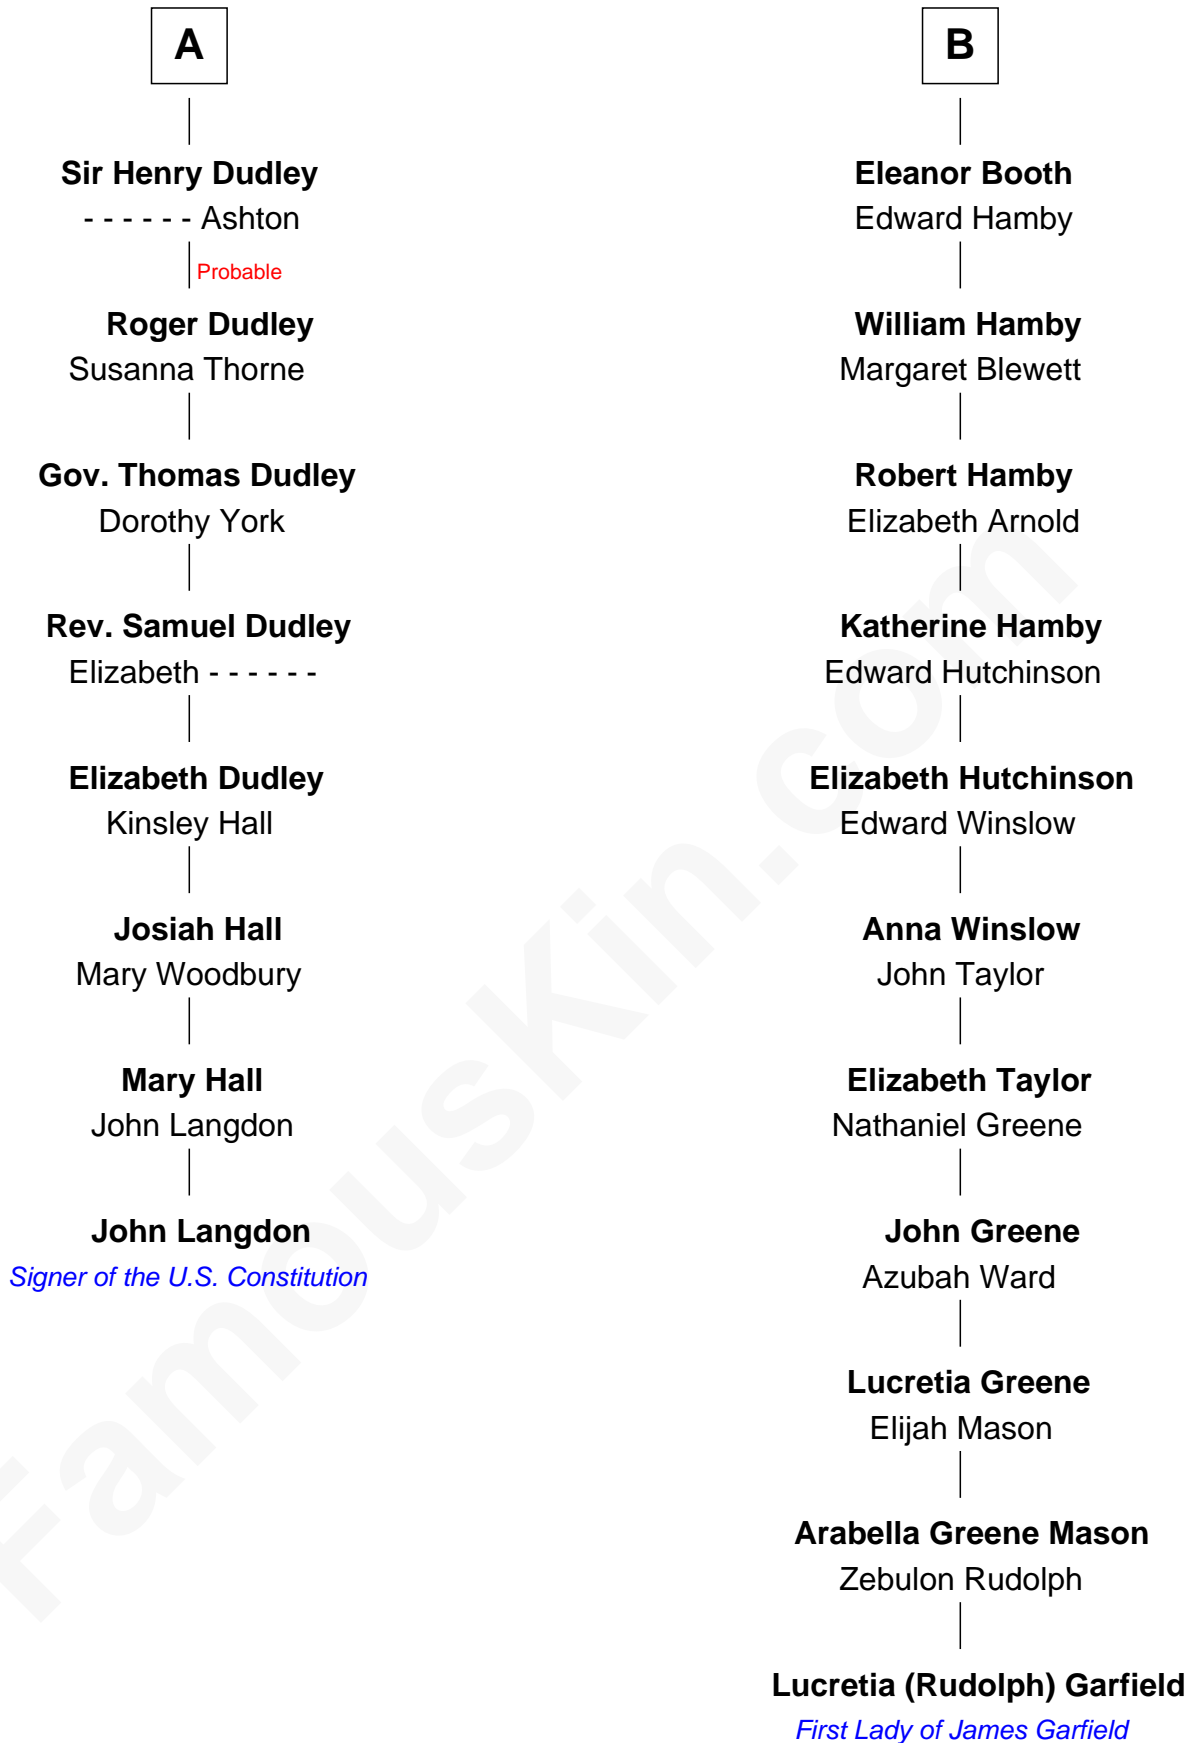 A
Sir Henry Dudley
- - - - - - Ashton
Probable
Roger Dudley
Susanna Thorne
Gov. Thomas Dudley
Dorothy York
Rev. Samuel Dudley
Elizabeth - - - - - -
Elizabeth Dudley
Kinsley Hall
Josiah Hall
Mary Woodbury
Mary Hall
John Langdon
John Langdon
Signer of the U.S. Constitution
B
Eleanor Booth
Edward Hamby
William Hamby
Margaret Blewett
Robert Hamby
Elizabeth Arnold
Katherine Hamby
Edward Hutchinson
Elizabeth Hutchinson
Edward Winslow
Anna Winslow
John Taylor
Elizabeth Taylor
Nathaniel Greene
John Greene
Azubah Ward
Lucretia Greene
Elijah Mason
Arabella Greene Mason
Zebulon Rudolph
Lucretia (Rudolph) Garfield
First Lady of James Garfield
FamousKin.com